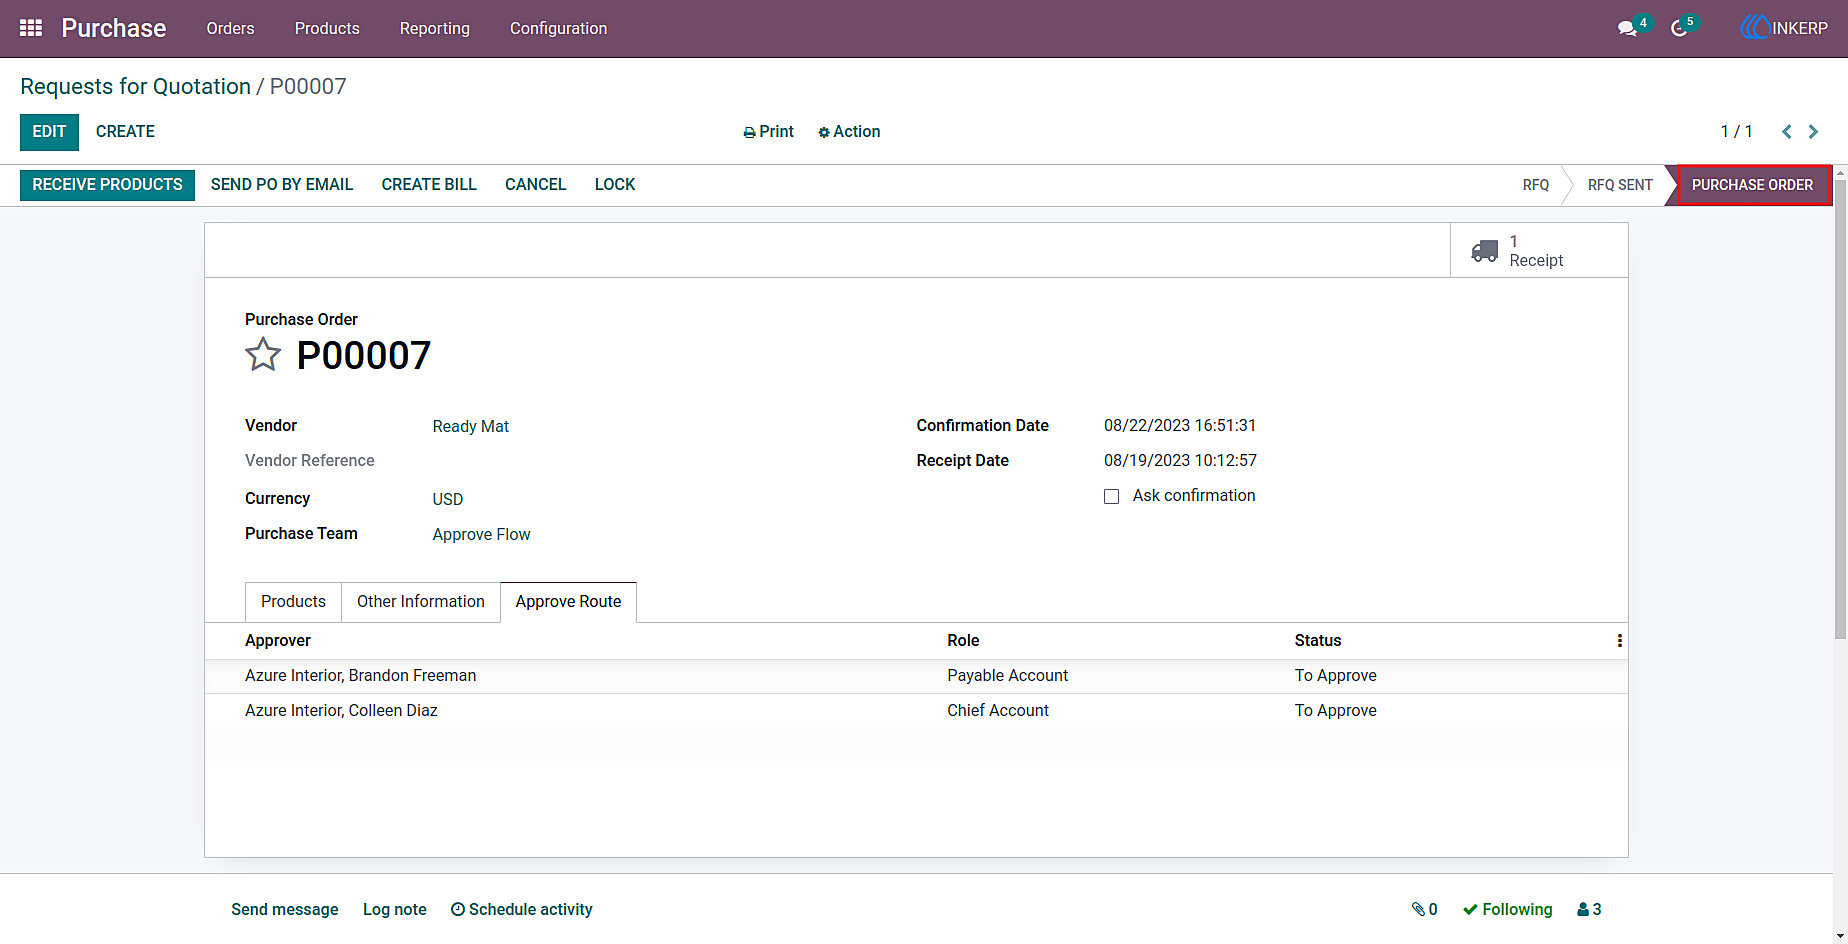 Purchase Orders Products Reporting Configuration 4 5 INKERP
Requests for Quotation / P00007
EDIT CREATE Print Action 1 / 1
RECEIVE PRODUCTS SEND PO BY EMAIL CREATE BILL CANCEL LOCK RFQ RFQ SENT PURCHASE ORDER
1
Receipt
Purchase Order
P00007
Vendor Ready Mat Confirmation Date 08/22/2023 16:51:31
Vendor Reference Receipt Date 08/19/2023 10:12:57
Currency USD Ask confirmation
Purchase Team Approve Flow
Products Other Information Approve Route
Approver Role Status
Azure Interior, Brandon Freeman Payable Account To Approve
Azure Interior, Colleen Diaz Chief Account To Approve
Send message Log note Schedule activity 0 Following 3